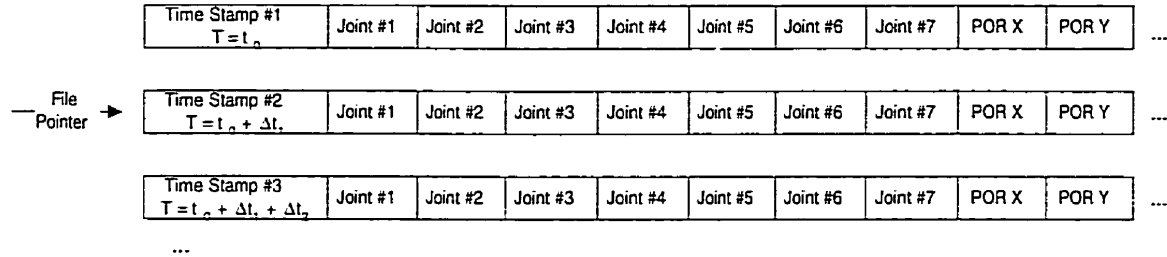 Time Stamp #1 Joint #1 Joint #2 Joint #3 Joint #4 Joint #5 Joint #6 Joint #7 POR X POR Y ...
T = t₀
File Pointer Time Stamp #2 Joint #1 Joint #2 Joint #3 Joint #4 Joint #5 Joint #6 Joint #7 POR X POR Y ...
T = t₀ + Δt₁
Time Stamp #3 Joint #1 Joint #2 Joint #3 Joint #4 Joint #5 Joint #6 Joint #7 POR X POR Y ...
T = t₀ + Δt₁ + Δt₂
...